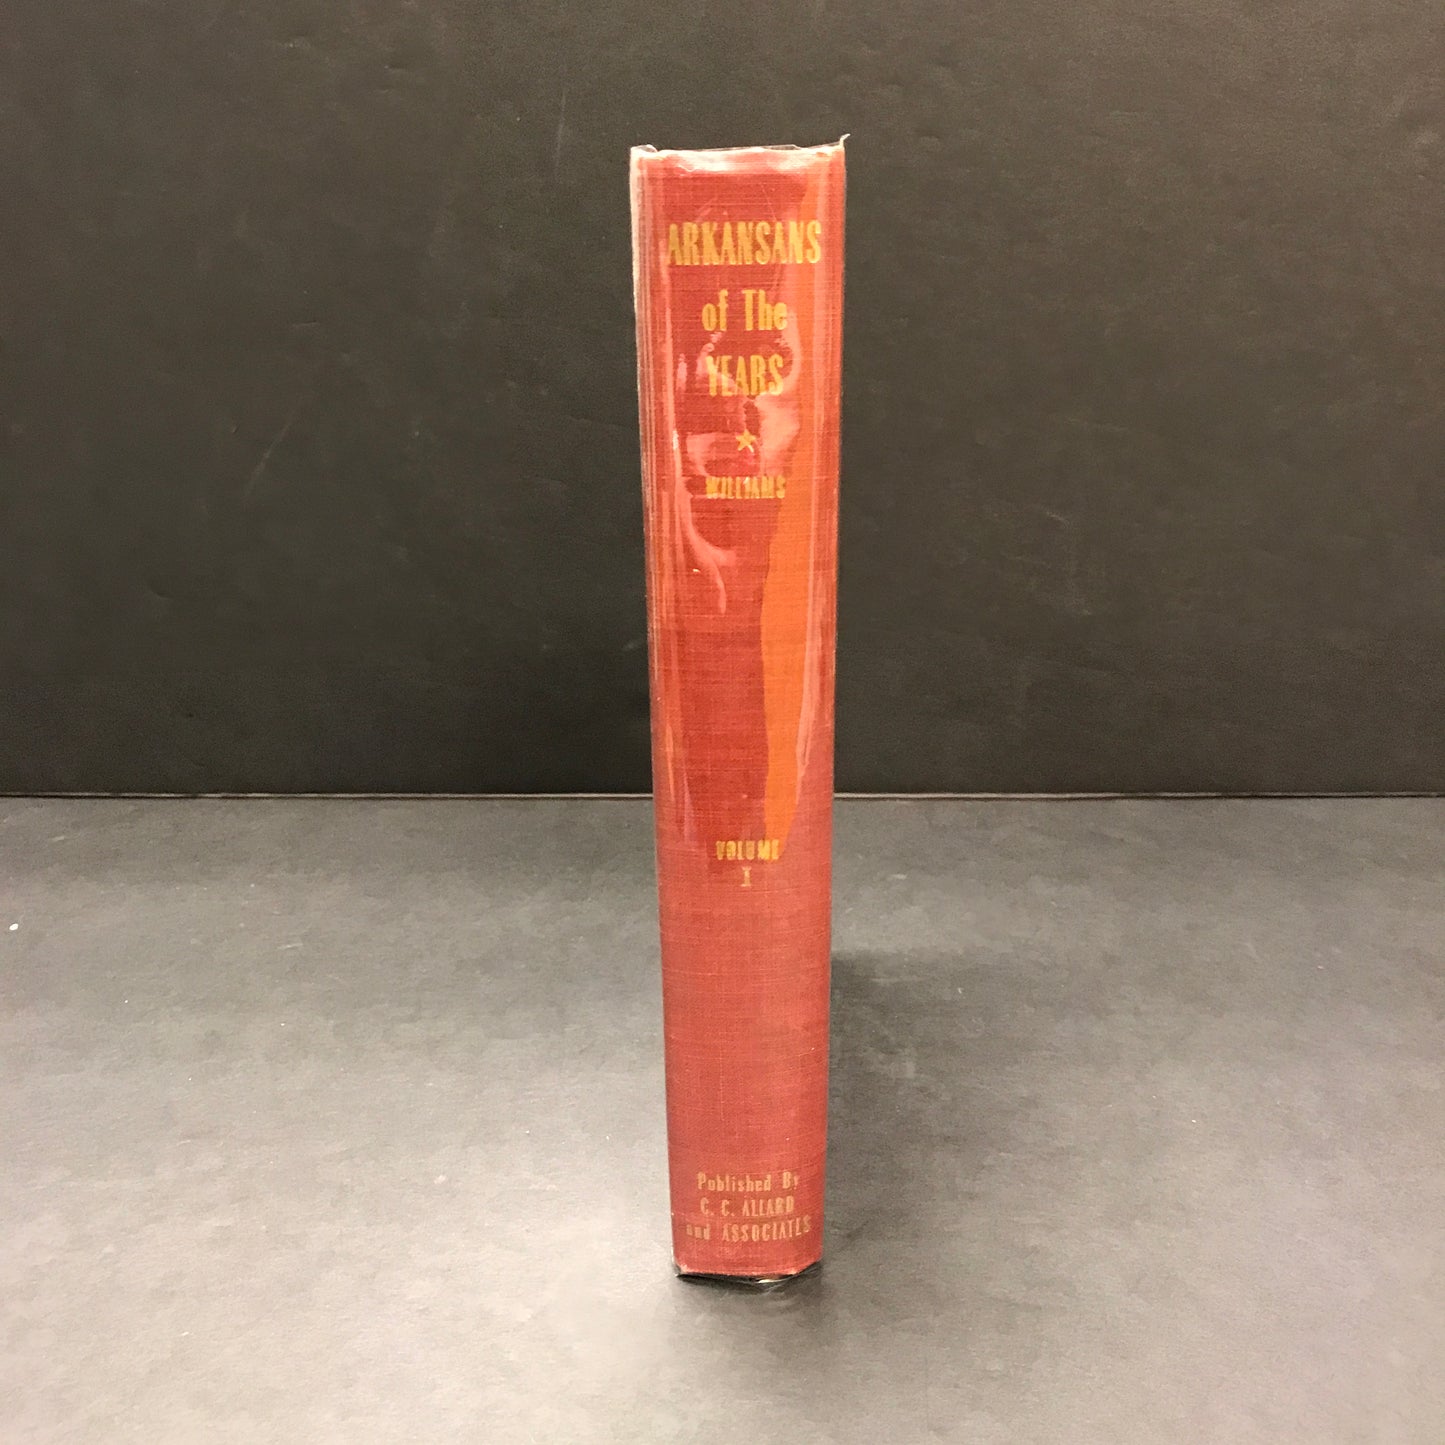 ARKANSANS
of The
YEARS
WILLIAMS
VOLUME
I
Published By
C. C. ALLARD
and ASSOCIATES